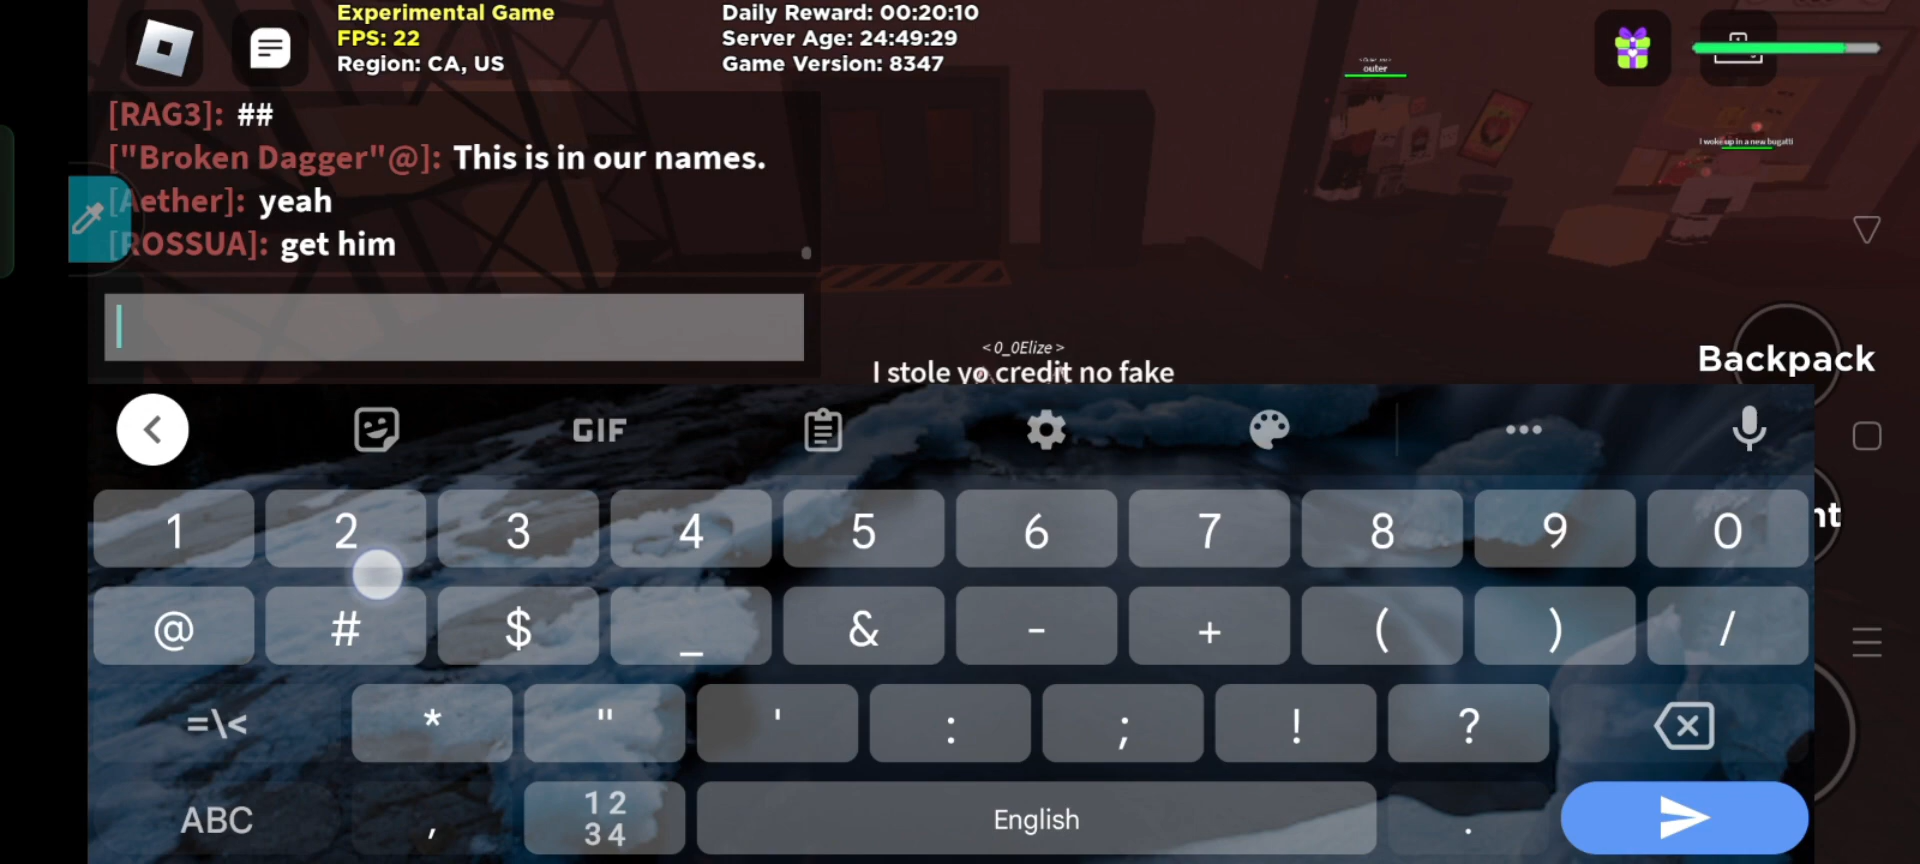 Experimental Game
FPS: 22
Region: CA, US
Daily Reward: 00:20:10
Server Age: 24:49:29
Game Version: 8347
outer
I woke up in a new bugatti
[RAG3]: ##
["Broken Dagger"@]: This is in our names.
[Aether]: yeah
[ROSSUA]: get him
<0_0Elize>
I stole yo credit no fake
Backpack
nt
GIF
1 2 3 4 5 6 7 8 9 0
@ # $ _ & - + ( ) /
=\< * " ' : ; ! ?
ABC , 12 34 English .